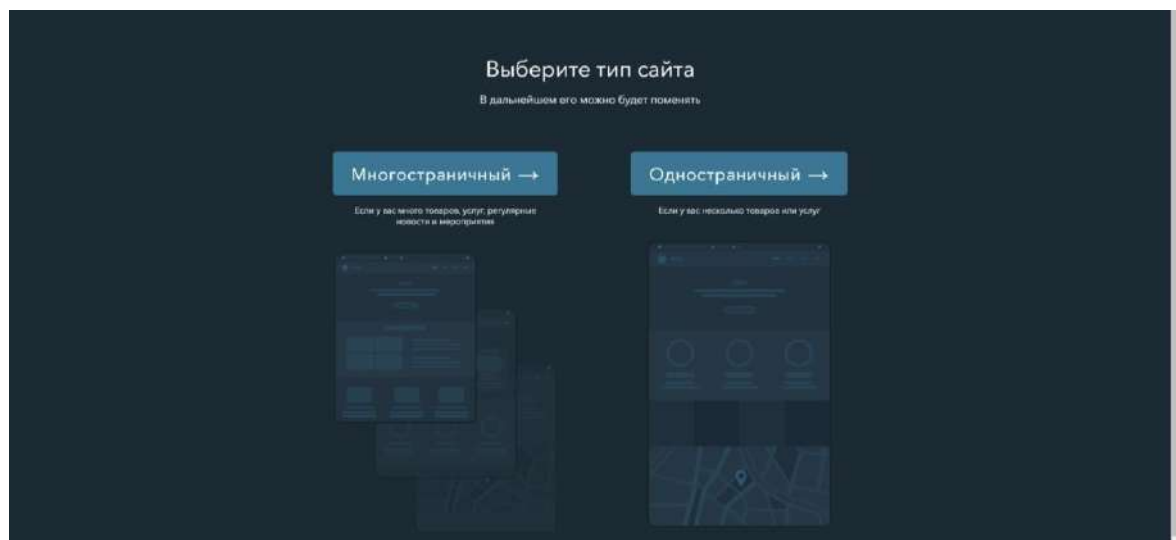 Выберите тип сайта
В дальнейшем его можно будет поменять
Многостраничный →
Одностраничный →
Если у вас много товаров, услуг, регулярные
новости и мероприятия
Если у вас несколько товаров или услуг